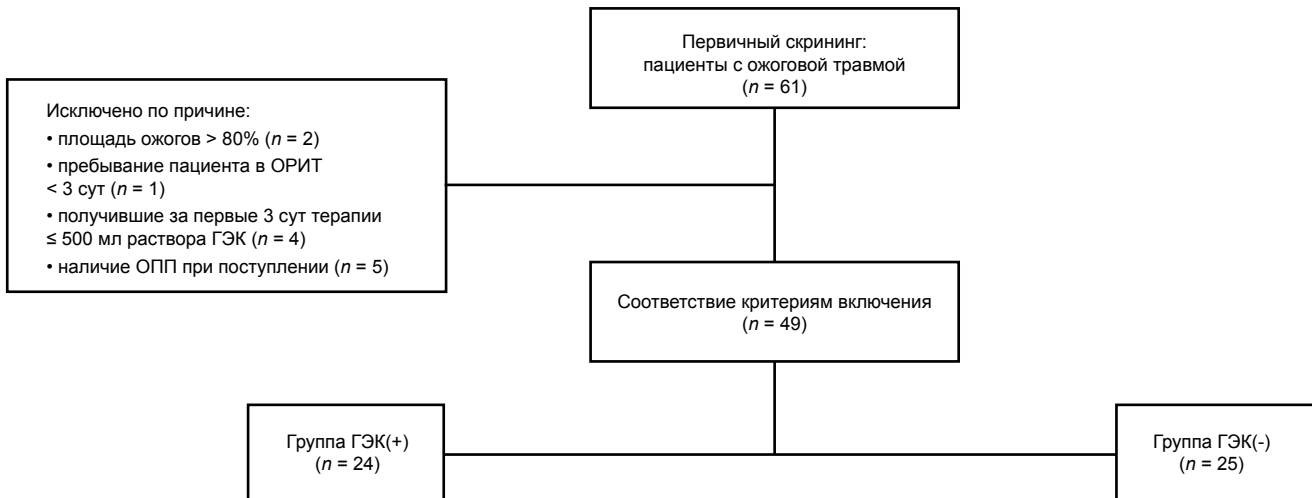 Первичный скрининг:
пациенты с ожоговой травмой
(n = 61)
Исключено по причине:
• площадь ожогов > 80% (n = 2)
• пребывание пациента в ОРИТ
< 3 сут (n = 1)
• получившие за первые 3 сут терапии
≤ 500 мл раствора ГЭК (n = 4)
• наличие ОПП при поступлении (n = 5)
Соответствие критериям включения
(n = 49)
Группа ГЭК(+)
(n = 24)
Группа ГЭК(-)
(n = 25)